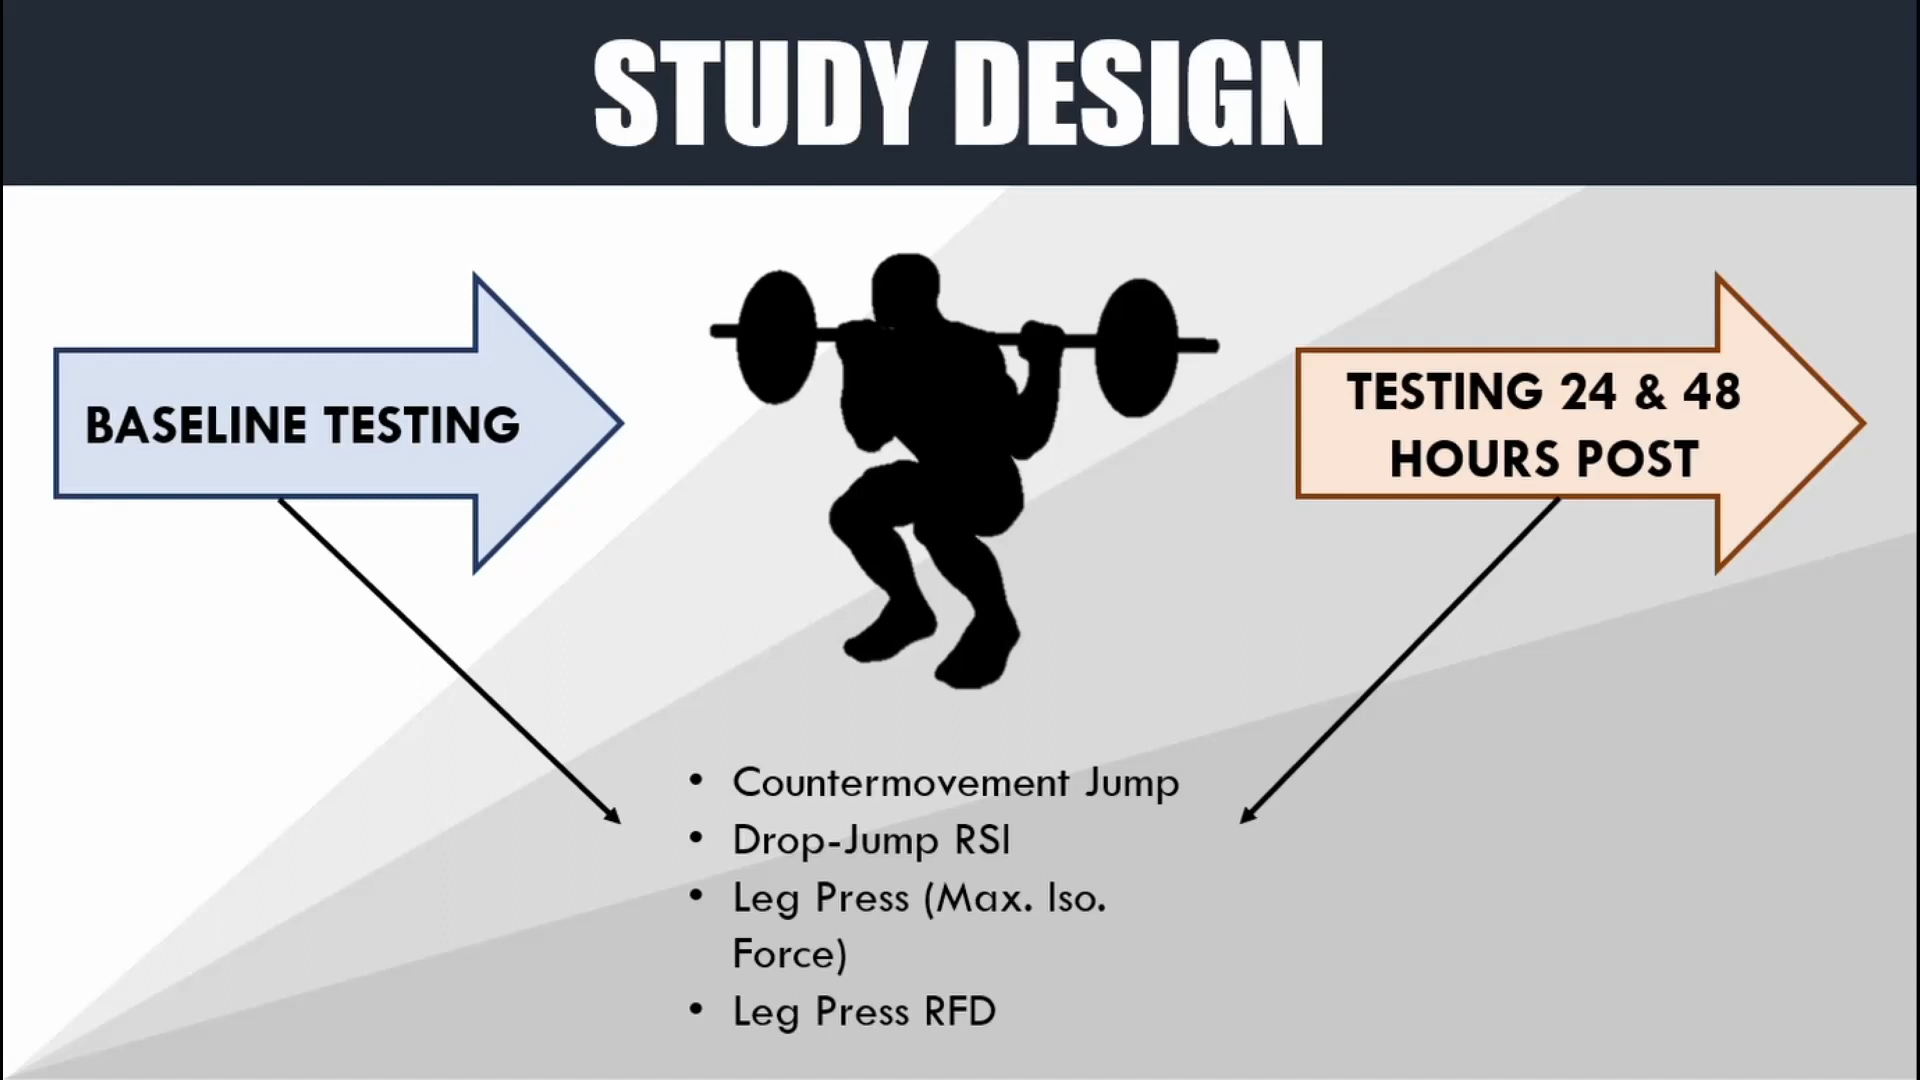 STUDY DESIGN
BASELINE TESTING
TESTING 24 & 48
HOURS POST
• Countermovement Jump
• Drop-Jump RSI
• Leg Press (Max. Iso.
Force)
• Leg Press RFD